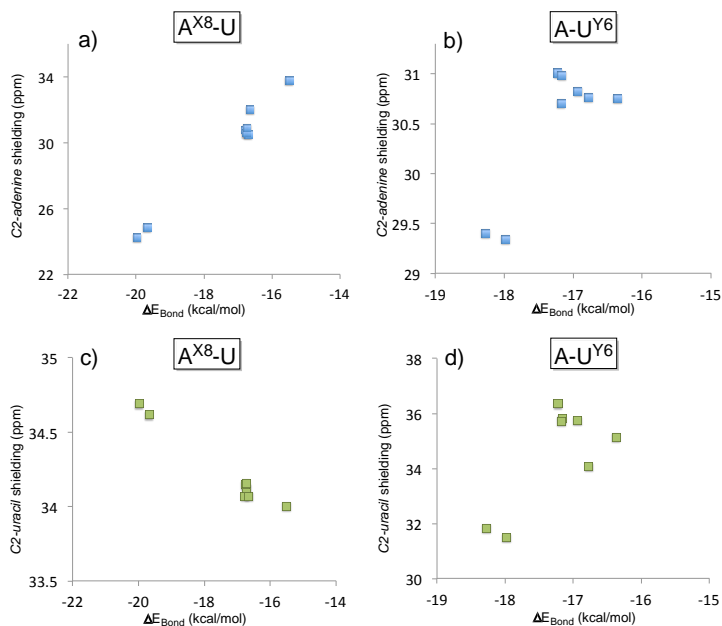 a)
A^X8-U
C2-adenine shielding (ppm)
34
30
26
22
-22
-20
-18
-16
-14
ΔE_Bond (kcal/mol)
b)
A-U^Y6
C2-adenine shielding (ppm)
31
30.5
30
29.5
29
-19
-18
-17
-16
-15
ΔE_Bond (kcal/mol)
c)
A^X8-U
C2-uracil shielding (ppm)
35
34.5
34
33.5
-22
-20
-18
-16
-14
ΔE_Bond (kcal/mol)
d)
A-U^Y6
C2-uracil shielding (ppm)
38
36
34
32
30
-19
-18
-17
-16
-15
ΔE_Bond (kcal/mol)